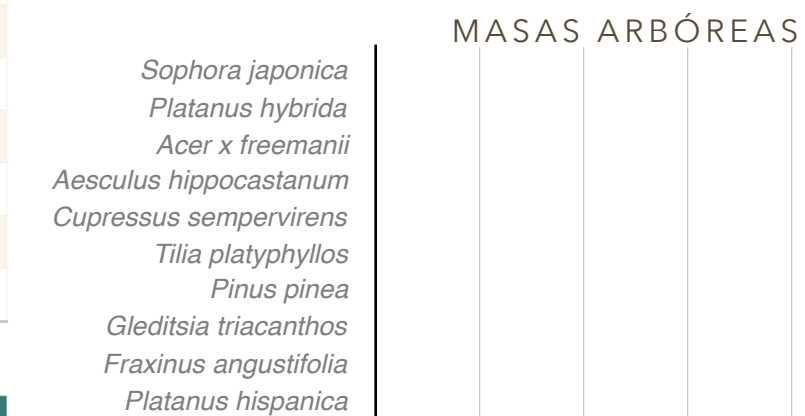 MASAS ARBÓREAS
Sophora japonica
Platanus hybrida
Acer x freemanii
Aesculus hippocastanum
Cupressus sempervirens
Tilia platyphyllos
Pinus pinea
Gleditsia triacanthos
Fraxinus angustifolia
Platanus hispanica